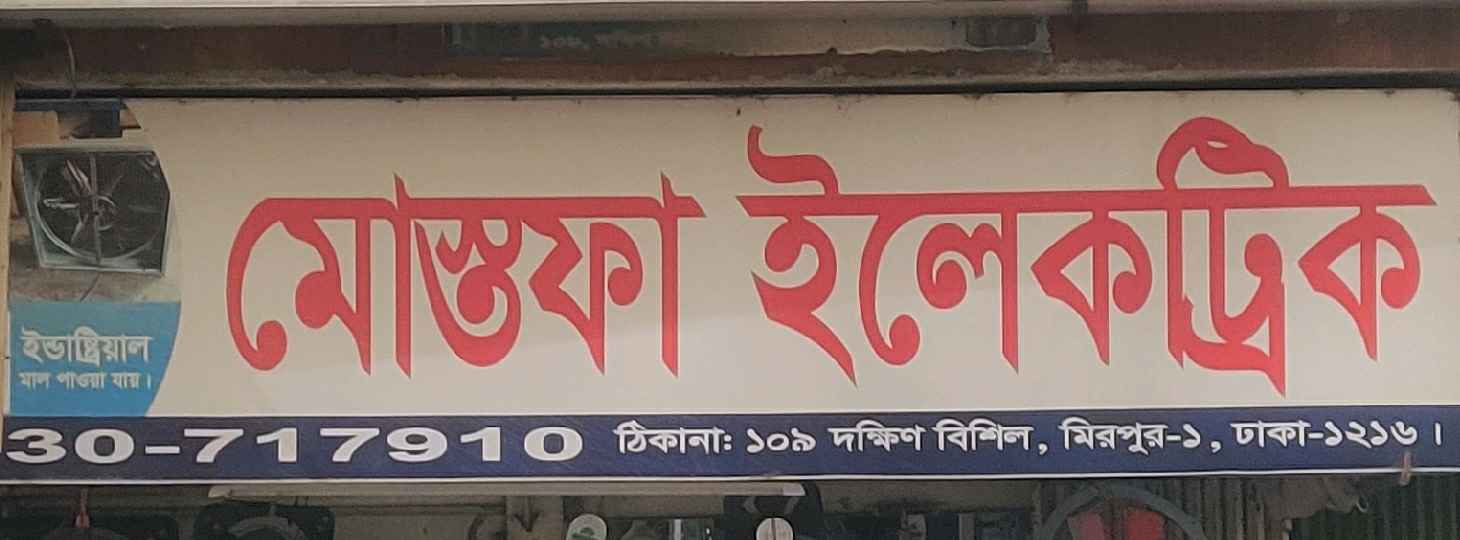 মোস্তফা ইলেকট্রিক
ইন্ডাষ্ট্রিয়াল
মাল পাওয়া যায়।
30-717910 ঠিকানা: ১০৯ দক্ষিণ বিশিল, মিরপুর-১, ঢাকা-১২১৬।